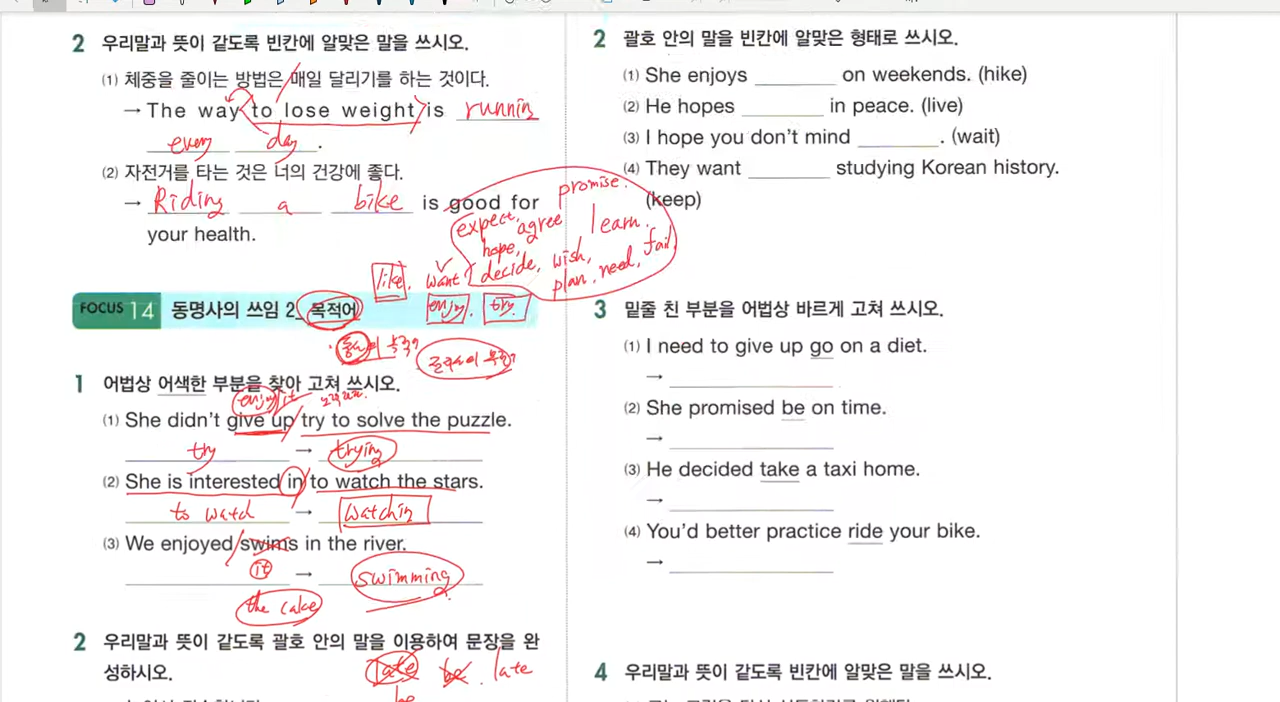 2 우리말과 뜻이 같도록 빈칸에 알맞은 말을 쓰시오.
(1) 체중을 줄이는 방법은 매일 달리기를 하는 것이다.
→ The way to lose weight is runnin
every day .
(2) 자전거를 타는 것은 너의 건강에 좋다.
→ Riding a bike is good for
your health.
promise.
expect, agree learn.
hope,
decide, wish, fail,
plan, need,
like, want
enjoy, try.
FOCUS 14 동명사의 쓰임 2_ 목적어
1 어법상 어색한 부분을 찾아 고쳐 쓰시오.
enjoy it
(1) She didn't give up try to solve the puzzle.
try → trying
(2) She is interested in to watch the stars.
to watch → watchin
(3) We enjoyed swims in the river.
it
→ swimming
the cake
2 우리말과 뜻이 같도록 괄호 안의 말을 이용하여 문장을 완
성하시오.
late be. late
be
2 괄호 안의 말을 빈칸에 알맞은 형태로 쓰시오.
(1) She enjoys ________ on weekends. (hike)
(2) He hopes ________ in peace. (live)
(3) I hope you don't mind ________. (wait)
(4) They want ________ studying Korean history.
(keep)
3 밑줄 친 부분을 어법상 바르게 고쳐 쓰시오.
(1) I need to give up go on a diet.
→
(2) She promised be on time.
→
(3) He decided take a taxi home.
→
(4) You'd better practice ride your bike.
→
4 우리말과 뜻이 같도록 빈칸에 알맞은 말을 쓰시오.